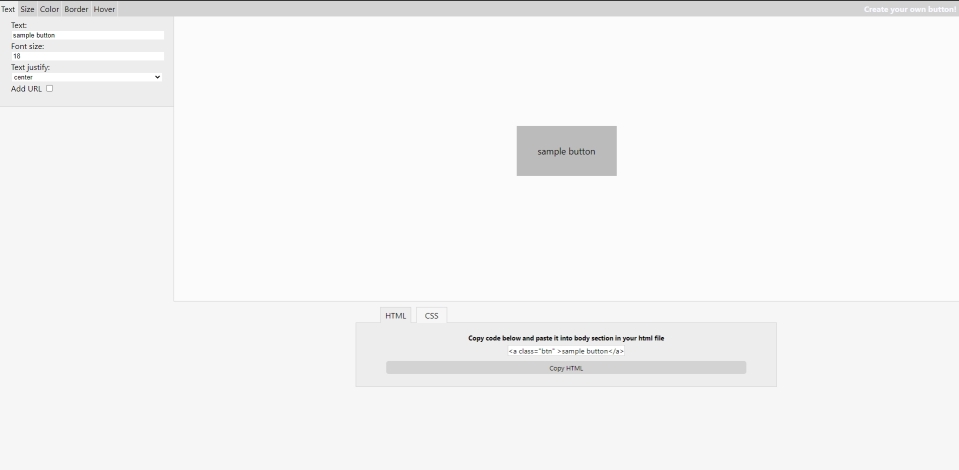 Text Size Color Border Hover Create your own button!
Text:
sample button
Font size:
18
Text justify:
center
Add URL
sample button
HTML CSS
Copy code below and paste it into body section in your html file
<a class="btn" >sample button</a>
Copy HTML